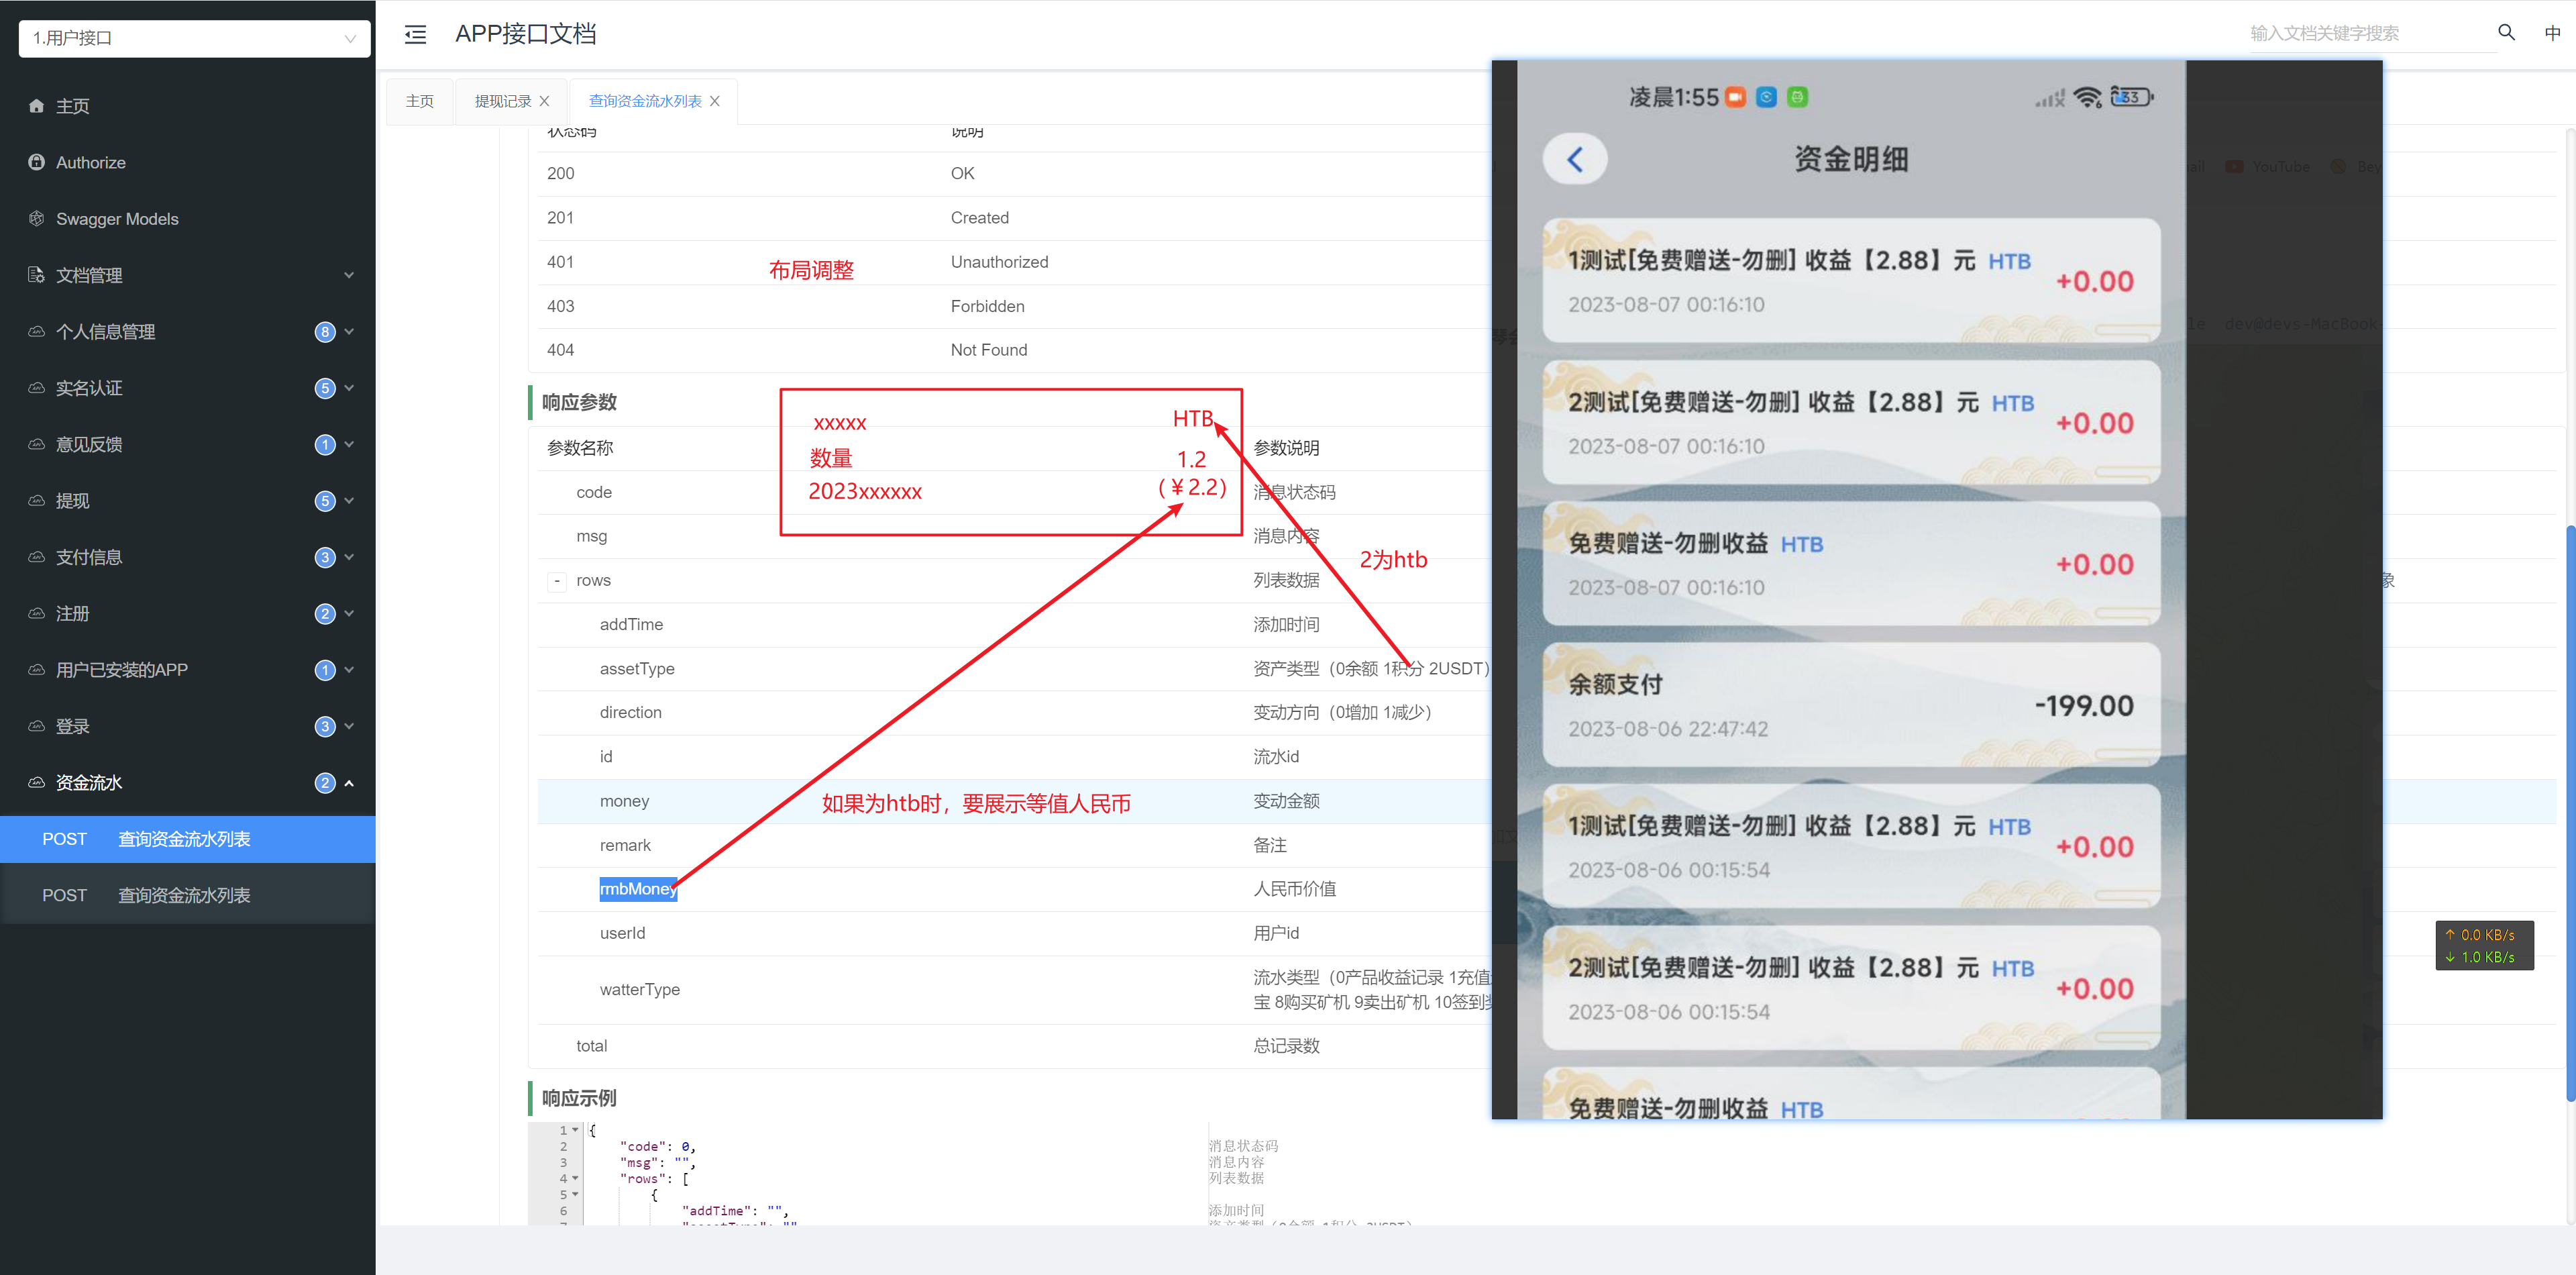 1.用户接口
APP接口文档
输入文档关键字搜索
中
主页
Authorize
Swagger Models
文档管理
个人信息管理 8
实名认证 5
意见反馈 1
提现 5
支付信息 3
注册 2
用户已安装的APP 1
登录 3
资金流水 2
POST 查询资金流水列表
POST 查询资金流水列表
主页
提现记录
查询资金流水列表
状态码 说明
200 OK
201 Created
401 Unauthorized
403 Forbidden
404 Not Found
布局调整
响应参数
参数名称 参数说明
code 消息状态码
msg 消息内容
- rows 列表数据
addTime 添加时间
assetType 资产类型（0余额 1积分 2USDT）
direction 变动方向（0增加 1减少）
id 流水id
money 变动金额
remark 备注
rmbMoney 人民币价值
userId 用户id
watterType 流水类型（0产品收益记录 1充值
宝 8购买矿机 9卖出矿机 10签到
total 总记录数
xxxxx HTB
数量 1.2
2023xxxxxx （￥2.2）
2为htb
如果为htb时，要展示等值人民币
响应示例
1 {
2 "code": 0, 消息状态码
3 "msg": "", 消息内容
4 "rows": [ 列表数据
5 {
6 "addTime": "", 添加时间
凌晨1:55
33
资金明细
1测试[免费赠送-勿删] 收益【2.88】元 HTB
+0.00
2023-08-07 00:16:10
2测试[免费赠送-勿删] 收益【2.88】元 HTB
+0.00
2023-08-07 00:16:10
免费赠送-勿删收益 HTB
+0.00
2023-08-07 00:16:10
余额支付
-199.00
2023-08-06 22:47:42
1测试[免费赠送-勿删] 收益【2.88】元 HTB
+0.00
2023-08-06 00:15:54
2测试[免费赠送-勿删] 收益【2.88】元 HTB
+0.00
2023-08-06 00:15:54
免费赠送-勿删收益 HTB
YouTube
dev@devs-MacBook
象
↑ 0.0 KB/s
↓ 1.0 KB/s